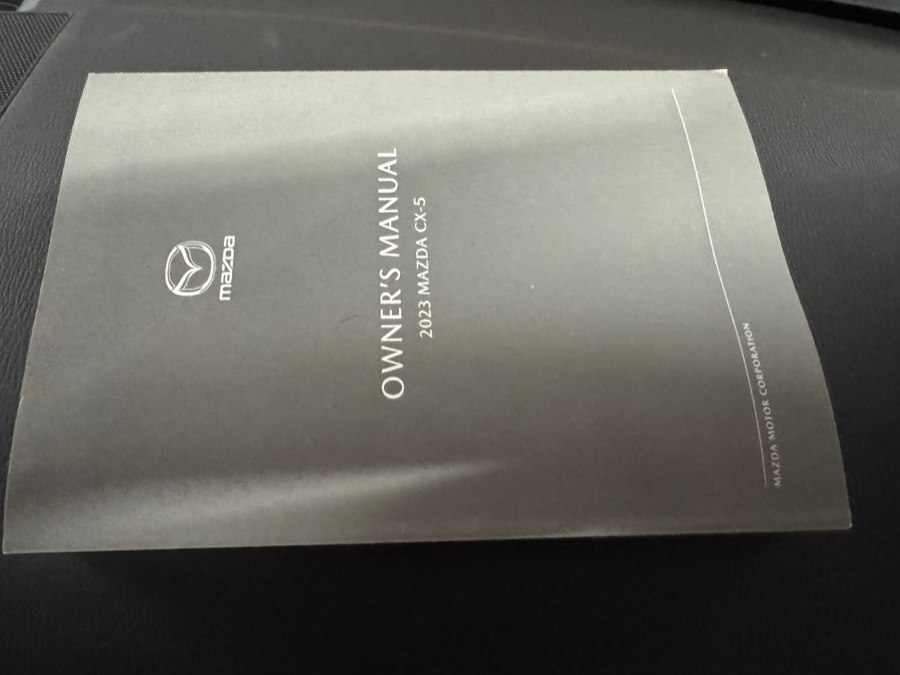 mazda
OWNER'S MANUAL
2023 MAZDA CX-5
MAZDA MOTOR CORPORATION